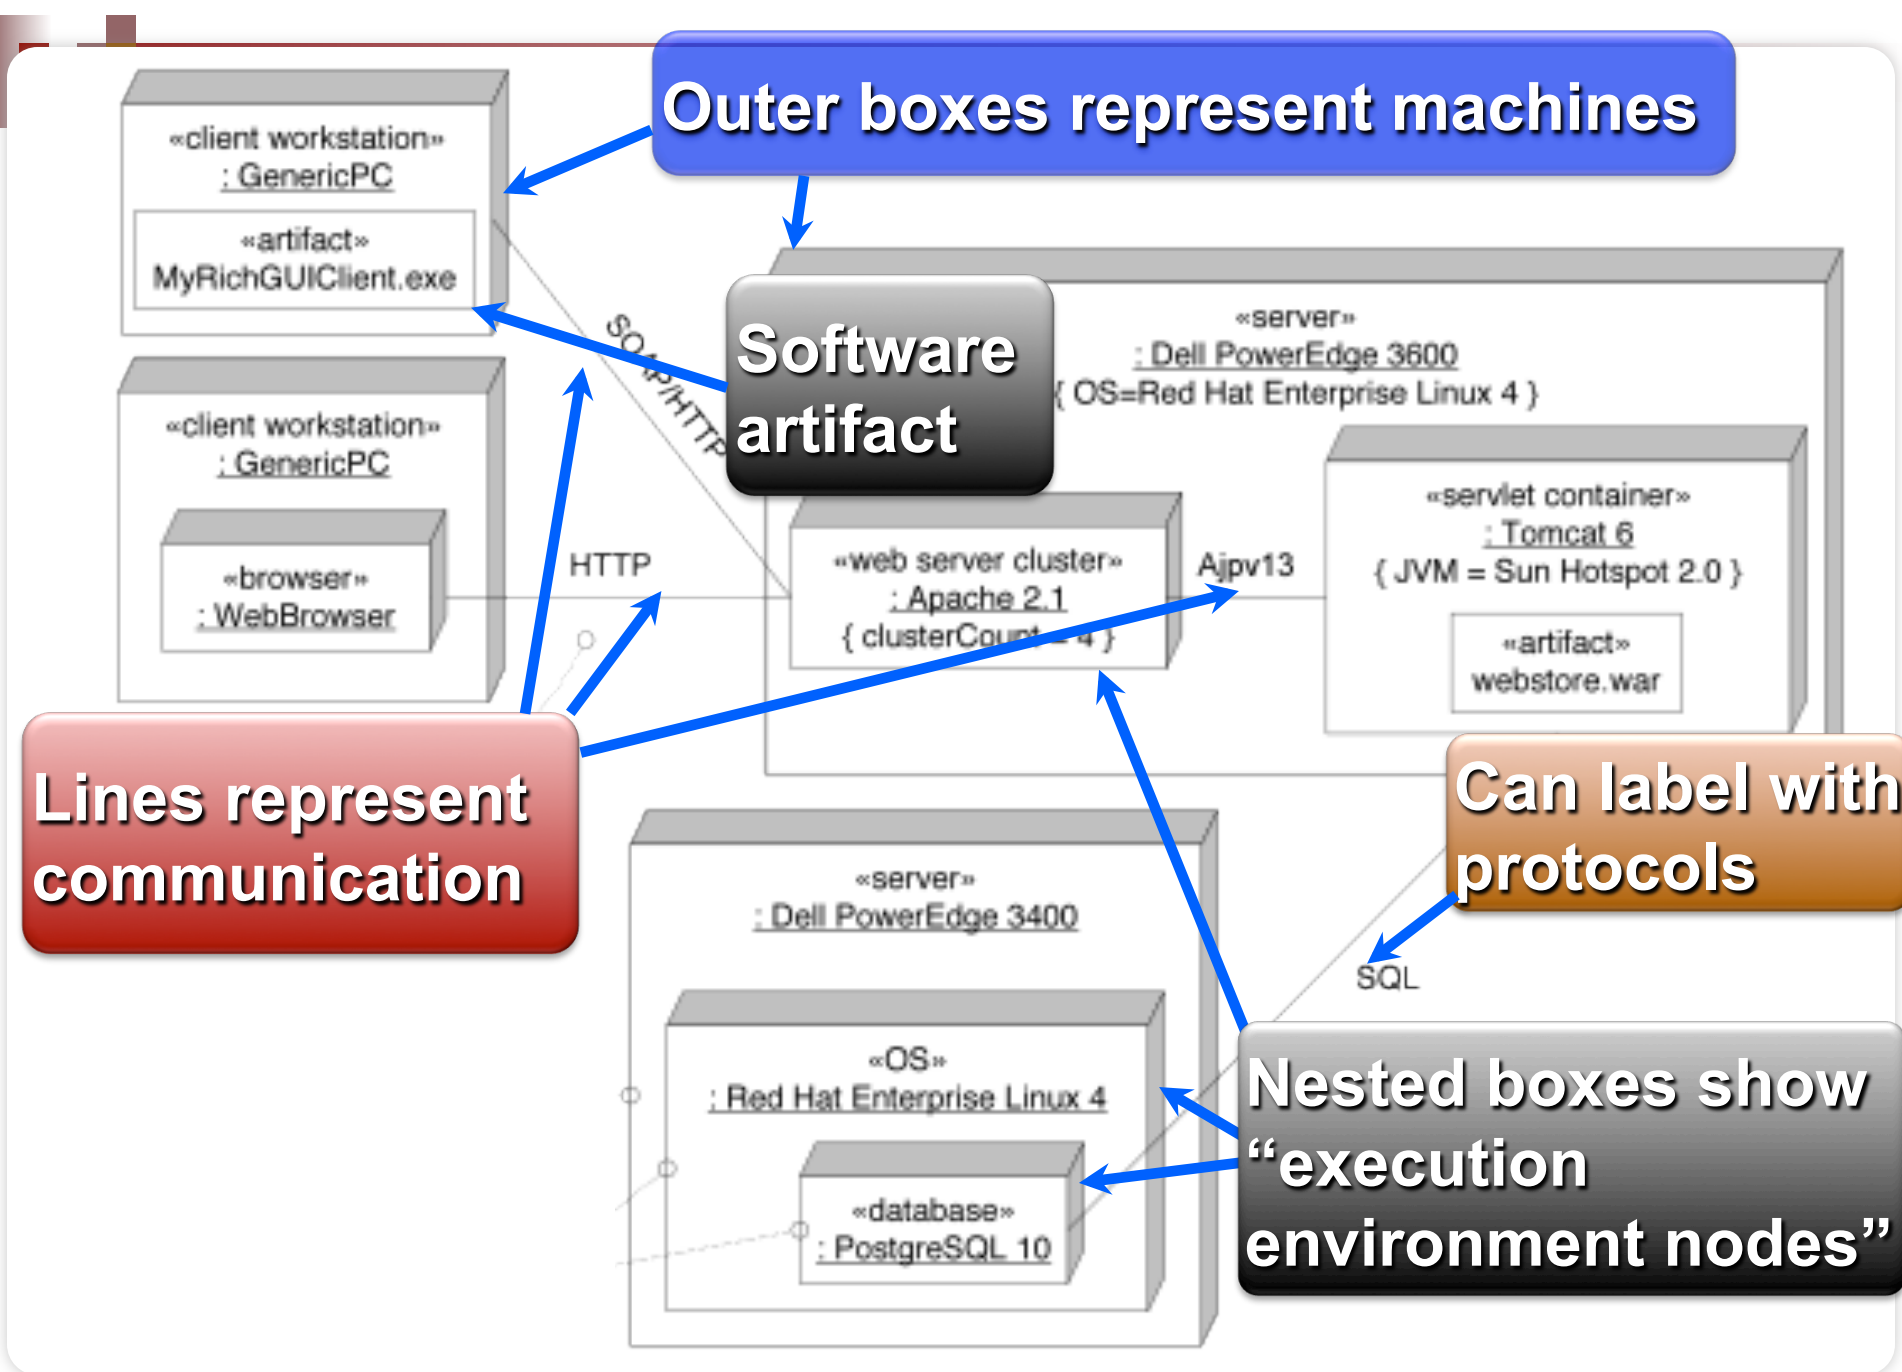 Outer boxes represent machines
«client workstation»
: GenericPC
«artifact»
MyRichGUIClient.exe
Software
artifact
SOAP/HTTP
«server»
: Dell PowerEdge 3600
{ OS=Red Hat Enterprise Linux 4 }
«client workstation»
: GenericPC
«browser»
: WebBrowser
HTTP
«web server cluster»
: Apache 2.1
{ clusterCount = 4 }
Ajpv13
«servlet container»
: Tomcat 6
{ JVM = Sun Hotspot 2.0 }
«artifact»
webstore.war
Lines represent
communication
Can label with
protocols
«server»
: Dell PowerEdge 3400
SQL
«OS»
: Red Hat Enterprise Linux 4
«database»
: PostgreSQL 10
Nested boxes show
“execution
environment nodes”